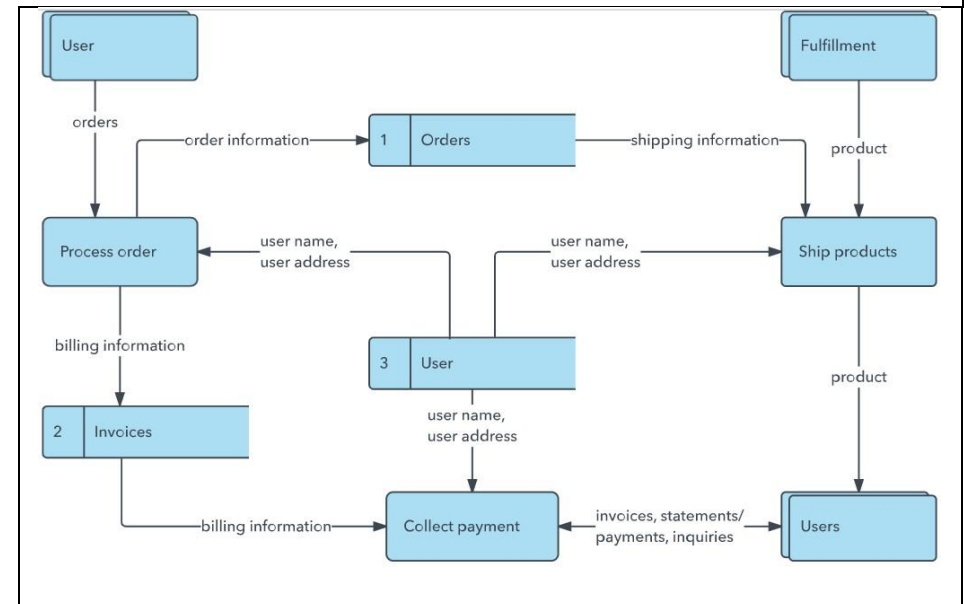 User
Fulfillment
orders
order information
1
Orders
shipping information
product
Process order
user name,
user address
user name,
user address
Ship products
billing information
3
User
product
2
Invoices
user name,
user address
billing information
Collect payment
invoices, statements/
payments, inquiries
Users